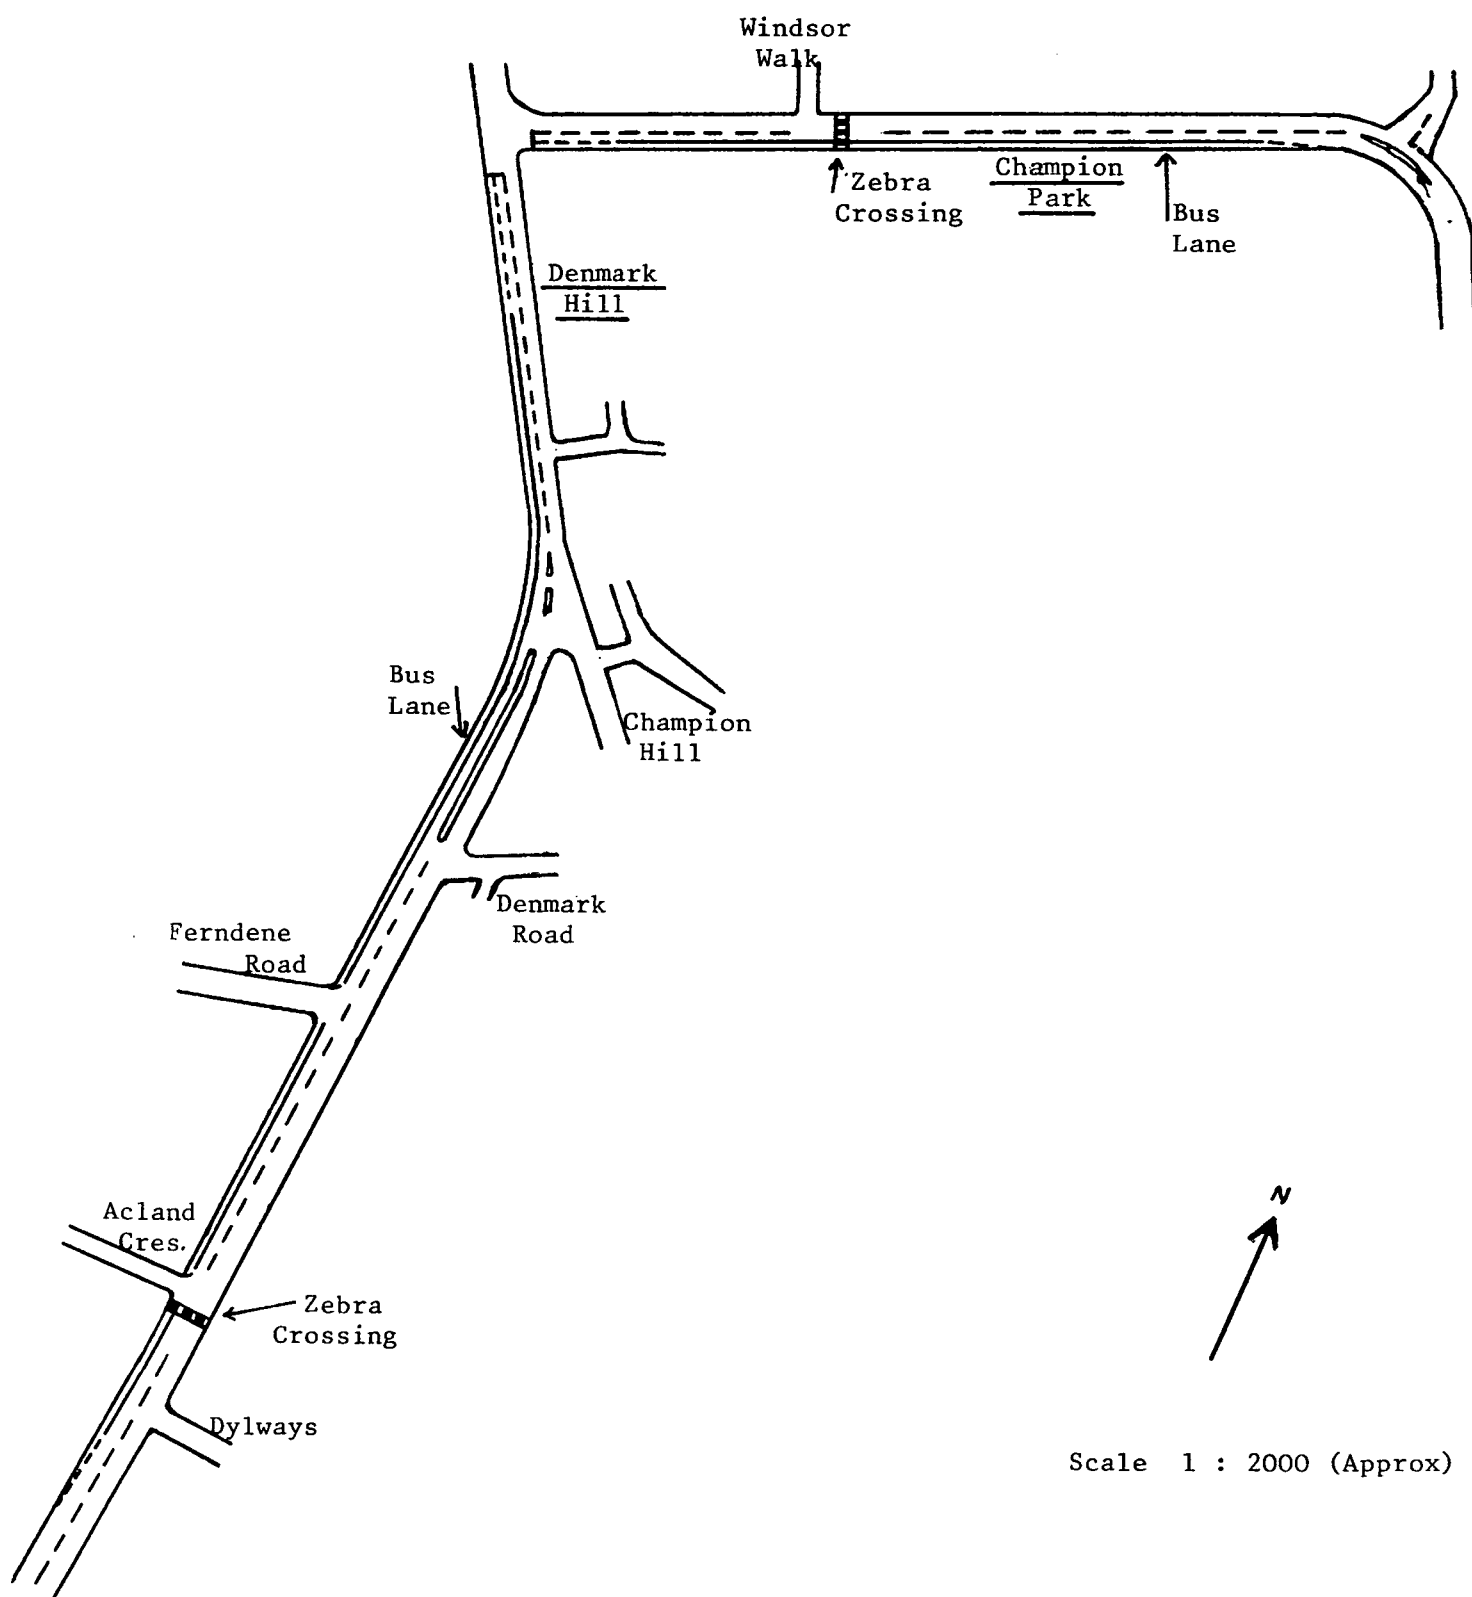 Windsor
Walk
Zebra
Crossing
Champion
Park
Bus
Lane
Denmark
Hill
Bus
Lane
Champion
Hill
Denmark
Road
Ferndene
Road
Acland
Cres.
N
Zebra
Crossing
Dylways
Scale 1 : 2000 (Approx)